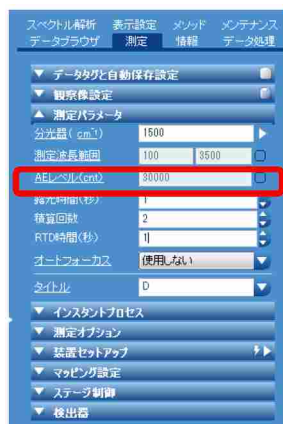 スペクトル解析 表示設定 メソッド メンテナンス
データブラウザ 測定 情報 データ処理
▼ データタグと自動保存設定
▼ 観察像設定
▲ 測定パラメータ
分光器( cm⁻¹) 1500
測定波長範囲 100 3500
AEレベル(cnt) 30000
露光時間(秒) 1
積算回数 2
RTD時間(秒) 1
オートフォーカス 使用しない
タイトル D
▼ インスタントプロセス
▼ 測定オプション
▼ 装置セットアップ
▼ マッピング設定
▼ ステージ制御
▼ 検出器